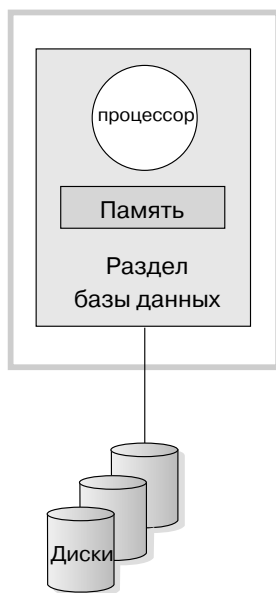 процессор
Память
Раздел
базы данных
Диски